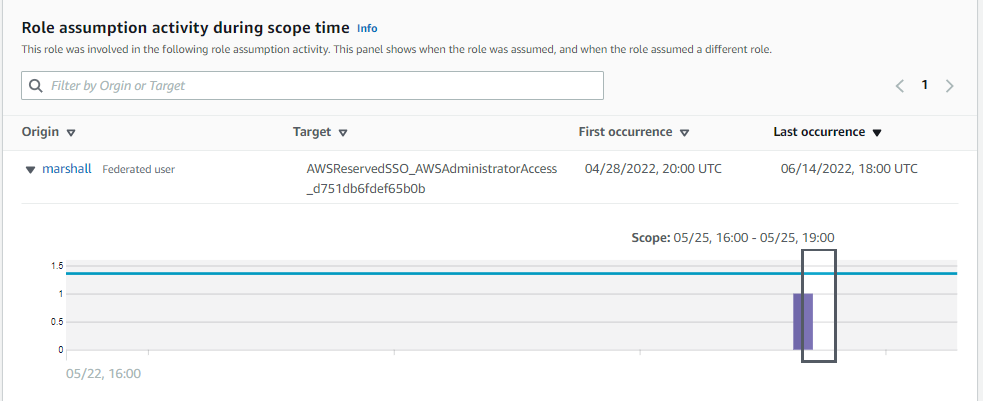 Role assumption activity during scope time Info
This role was involved in the following role assumption activity. This panel shows when the role was assumed, and when the role assumed a different role.
Filter by Orgin or Target
1
Origin Target First occurrence Last occurrence
marshall Federated user AWSReservedSSO_AWSAdministratorAccess 04/28/2022, 20:00 UTC 06/14/2022, 18:00 UTC
_d751db6fdef65b0b
Scope: 05/25, 16:00 - 05/25, 19:00
1.5
1
0.5
0
05/22, 16:00